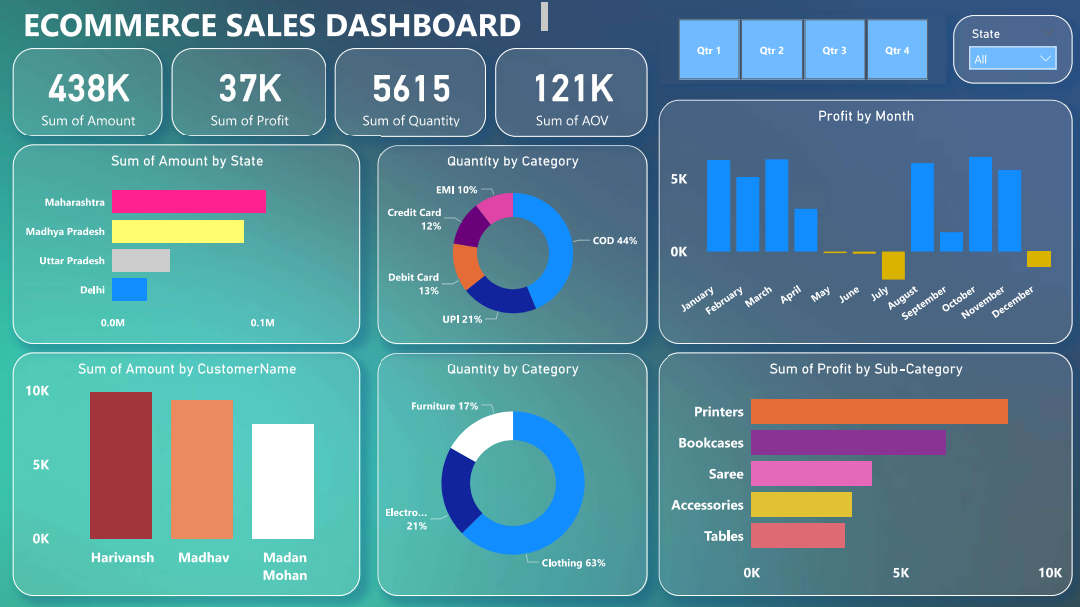 ECOMMERCE SALES DASHBOARD
Qtr 1
Qtr 2
Qtr 3
Qtr 4
State
All
438K
Sum of Amount
37K
Sum of Profit
5615
Sum of Quantity
121K
Sum of AOV
Sum of Amount by State
Maharashtra
Madhya Pradesh
Uttar Pradesh
Delhi
0.0M
0.1M
Quantity by Category
EMI 10%
Credit Card
12%
COD 44%
Debit Card
13%
UPI 21%
Profit by Month
5K
0K
January
February
March
April
May
June
July
August
September
October
November
December
Sum of Amount by CustomerName
10K
5K
0K
Harivansh
Madhav
Madan
Mohan
Quantity by Category
Furniture 17%
Electro...
21%
Clothing 63%
Sum of Profit by Sub-Category
Printers
Bookcases
Saree
Accessories
Tables
0K
5K
10K